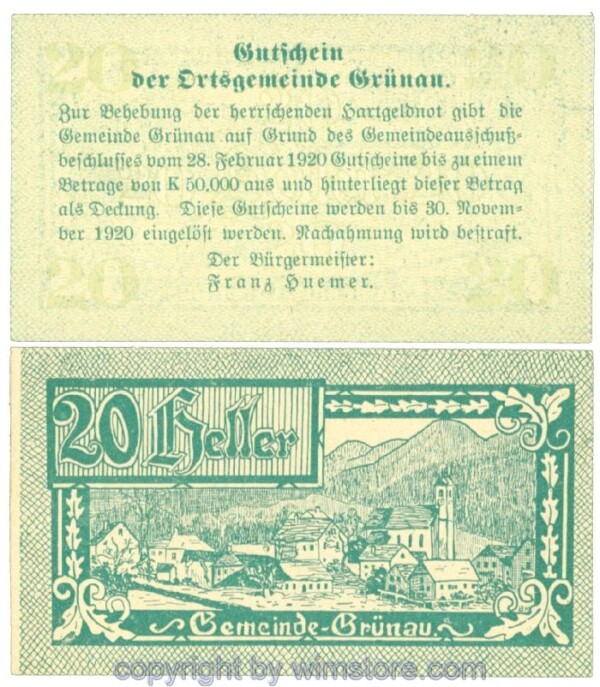 Gutschein
der Ortsgemeinde Grünau.
Zur Behebung der herrschenden Hartgeldnot gibt die
Gemeinde Grünau auf Grund des Gemeindeausschuß-
beschlusses vom 28. Februar 1920 Gutscheine bis zu einem
Betrage von K 50.000 aus und hinterliegt dieser Betrag
als Deckung. Diese Gutscheine werden bis 30. Novem-
ber 1920 eingelöst werden. Nachahmung wird bestraft.
Der Bürgermeister:
Franz Huemer.
20 20
20 20
20 Heller
Gemeinde-Grünau.
copyright by wimstore.com